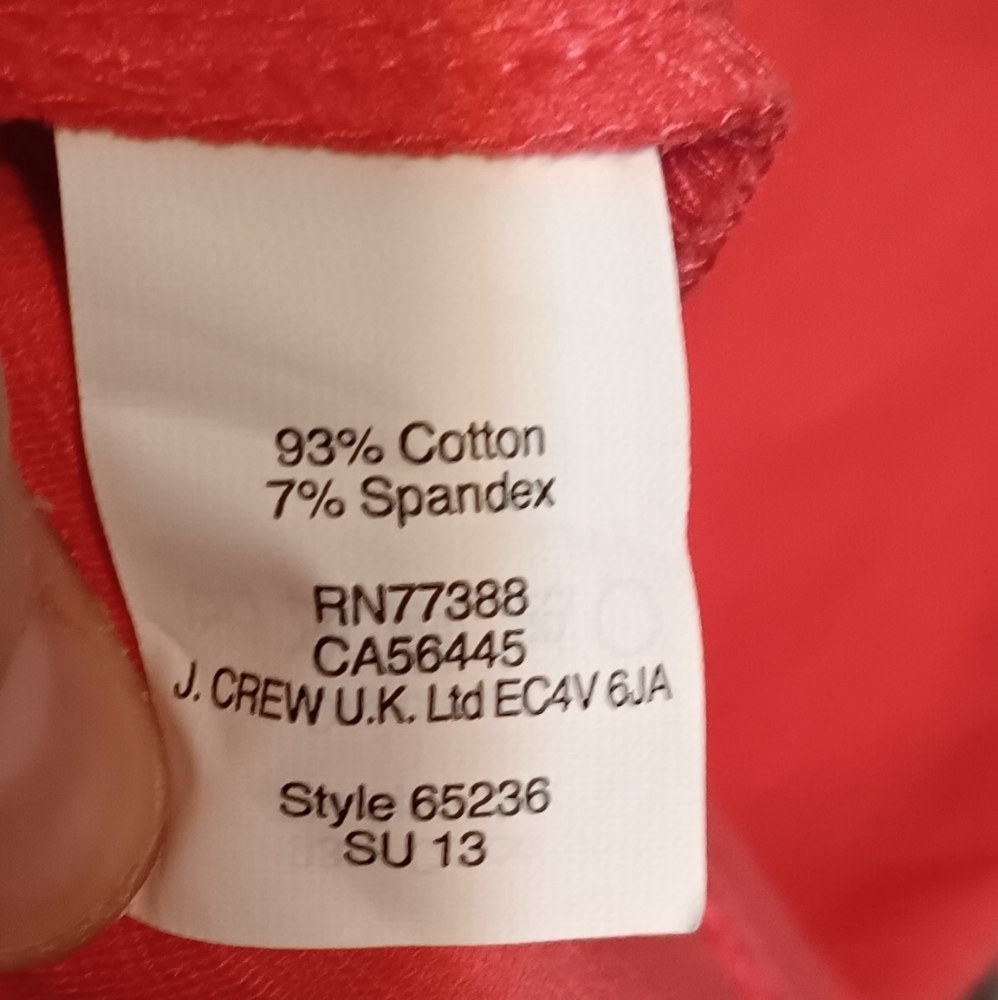 93% Cotton
7% Spandex
RN77388
CA56445
J. CREW U.K. Ltd EC4V 6JA
Style 65236
SU 13